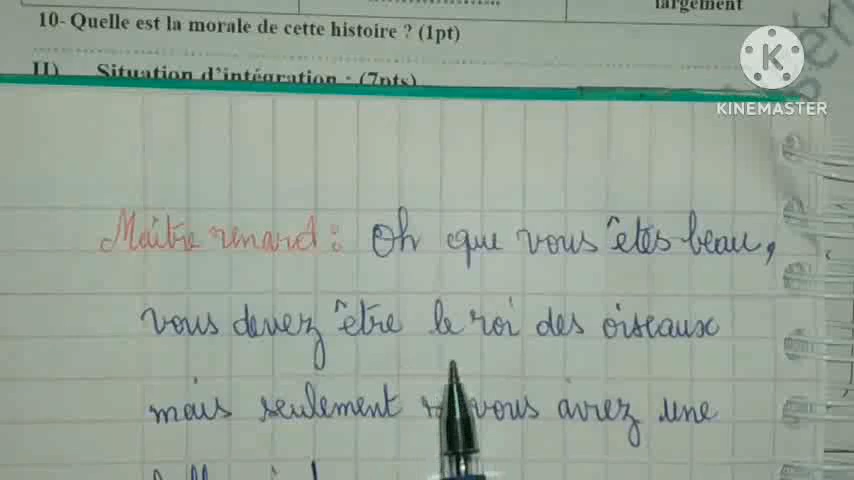 largement
10- Quelle est la morale de cette histoire ? (1pt)
II) Situation d'intégration : (7pts)
KINEMASTER
Maître renard : Oh que vous êtes beau,
vous devez être le roi des oiseaux
mais seulement vous aviez une